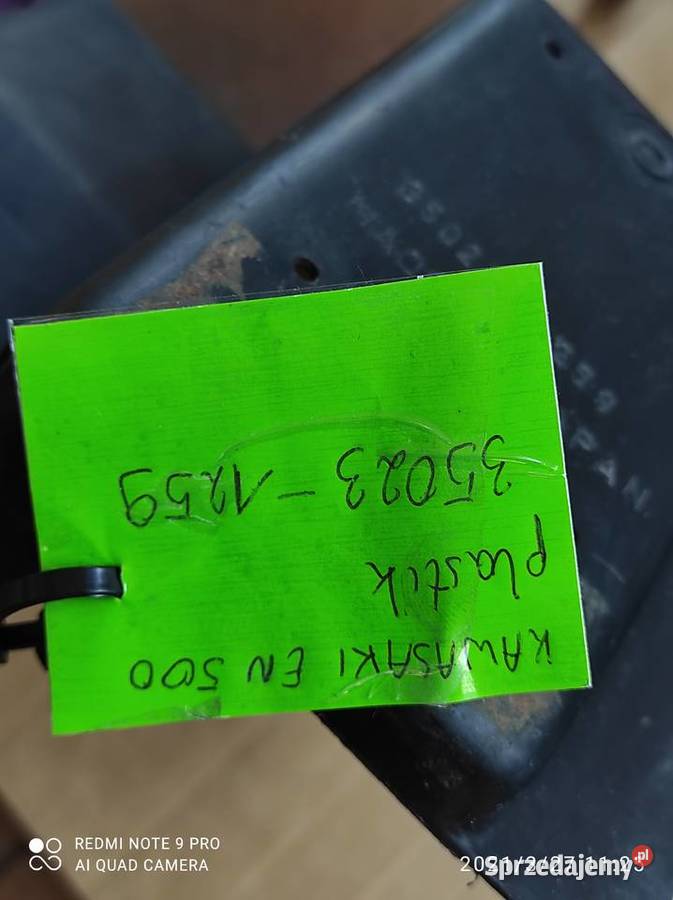 KAWASAKI EN 500
plastik
35023-1259
REDMI NOTE 9 PRO
AI QUAD CAMERA
Sprzedajemy.pl